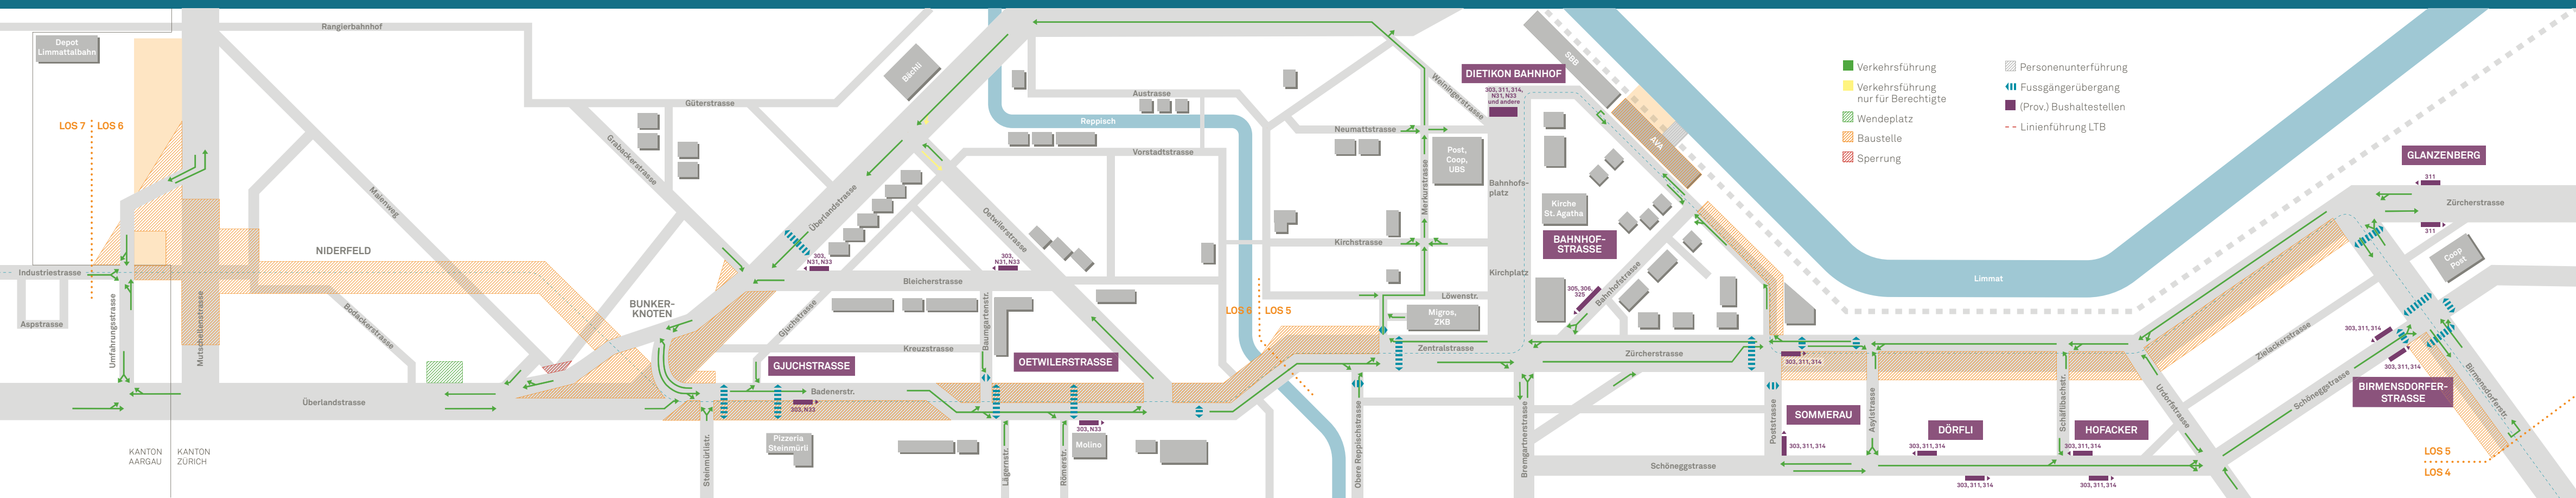 Rangierbahnhof
Depot
Limmattalbahn
LOS 7
LOS 6
Industriestrasse
Aspstrasse
Umfahrungsstrasse
Mutschellenstrasse
KANTON
AARGAU
KANTON
ZÜRICH
Maienweg
NIDERFELD
Bodackerstrasse
Überlandstrasse
Güterstrasse
Grabackerstrasse
Bächli
Überlandstrasse
BUNKER-
KNOTEN
303,
N31, N33
Gjuchstrasse
GJUCHSTRASSE
Badenerstr.
303, N33
Steinmürlistr.
Pizzeria
Steinmürli
Bleicherstrasse
Kreuzstrasse
Baumgartenstr.
Oetwilerstrasse
303,
N31, N33
OETWILERSTRASSE
303, N33
Molino
Lägernstr.
Römerstr.
Reppisch
Austrasse
Vorstadtstrasse
LOS 6
LOS 5
Weiningerstrasse
Neumattstrasse
Merkurstrasse
Kirchstrasse
Löwenstr.
Migros,
ZKB
Zentralstrasse
Post,
Coop,
UBS
DIETIKON BAHNHOF
303, 311, 314,
N31, N33
und andere
Bahnhofs-
platz
Kirchplatz
Obere Reppischstrasse
Bremgartnerstrasse
SBB
AVA
Kirche
St. Agatha
BAHNHOF-
STRASSE
305, 306,
325
Bahnhofstrasse
Zürcherstrasse
303, 311, 314
Poststrasse
SOMMERAU
303, 311, 314
Schöneggstrasse
Asylstrasse
DÖRFLI
303, 311, 314
303, 311, 314
Schäflibachstr.
HOFACKER
303, 311, 314
303, 311, 314
Urdorfstrasse
Limmat
Verkehrsführung
Verkehrsführung
nur für Berechtigte
Wendeplatz
Baustelle
Sperrung
Personenunterführung
Fussgängerübergang
(Prov.) Bushaltestellen
Linienführung LTB
GLANZENBERG
311
Zürcherstrasse
311
Coop
Post
Zielackerstrasse
Schöneggstrasse
303, 311, 314
303, 311, 314
BIRMENSDORFER-
STRASSE
Birmensdorferstr.
LOS 5
LOS 4